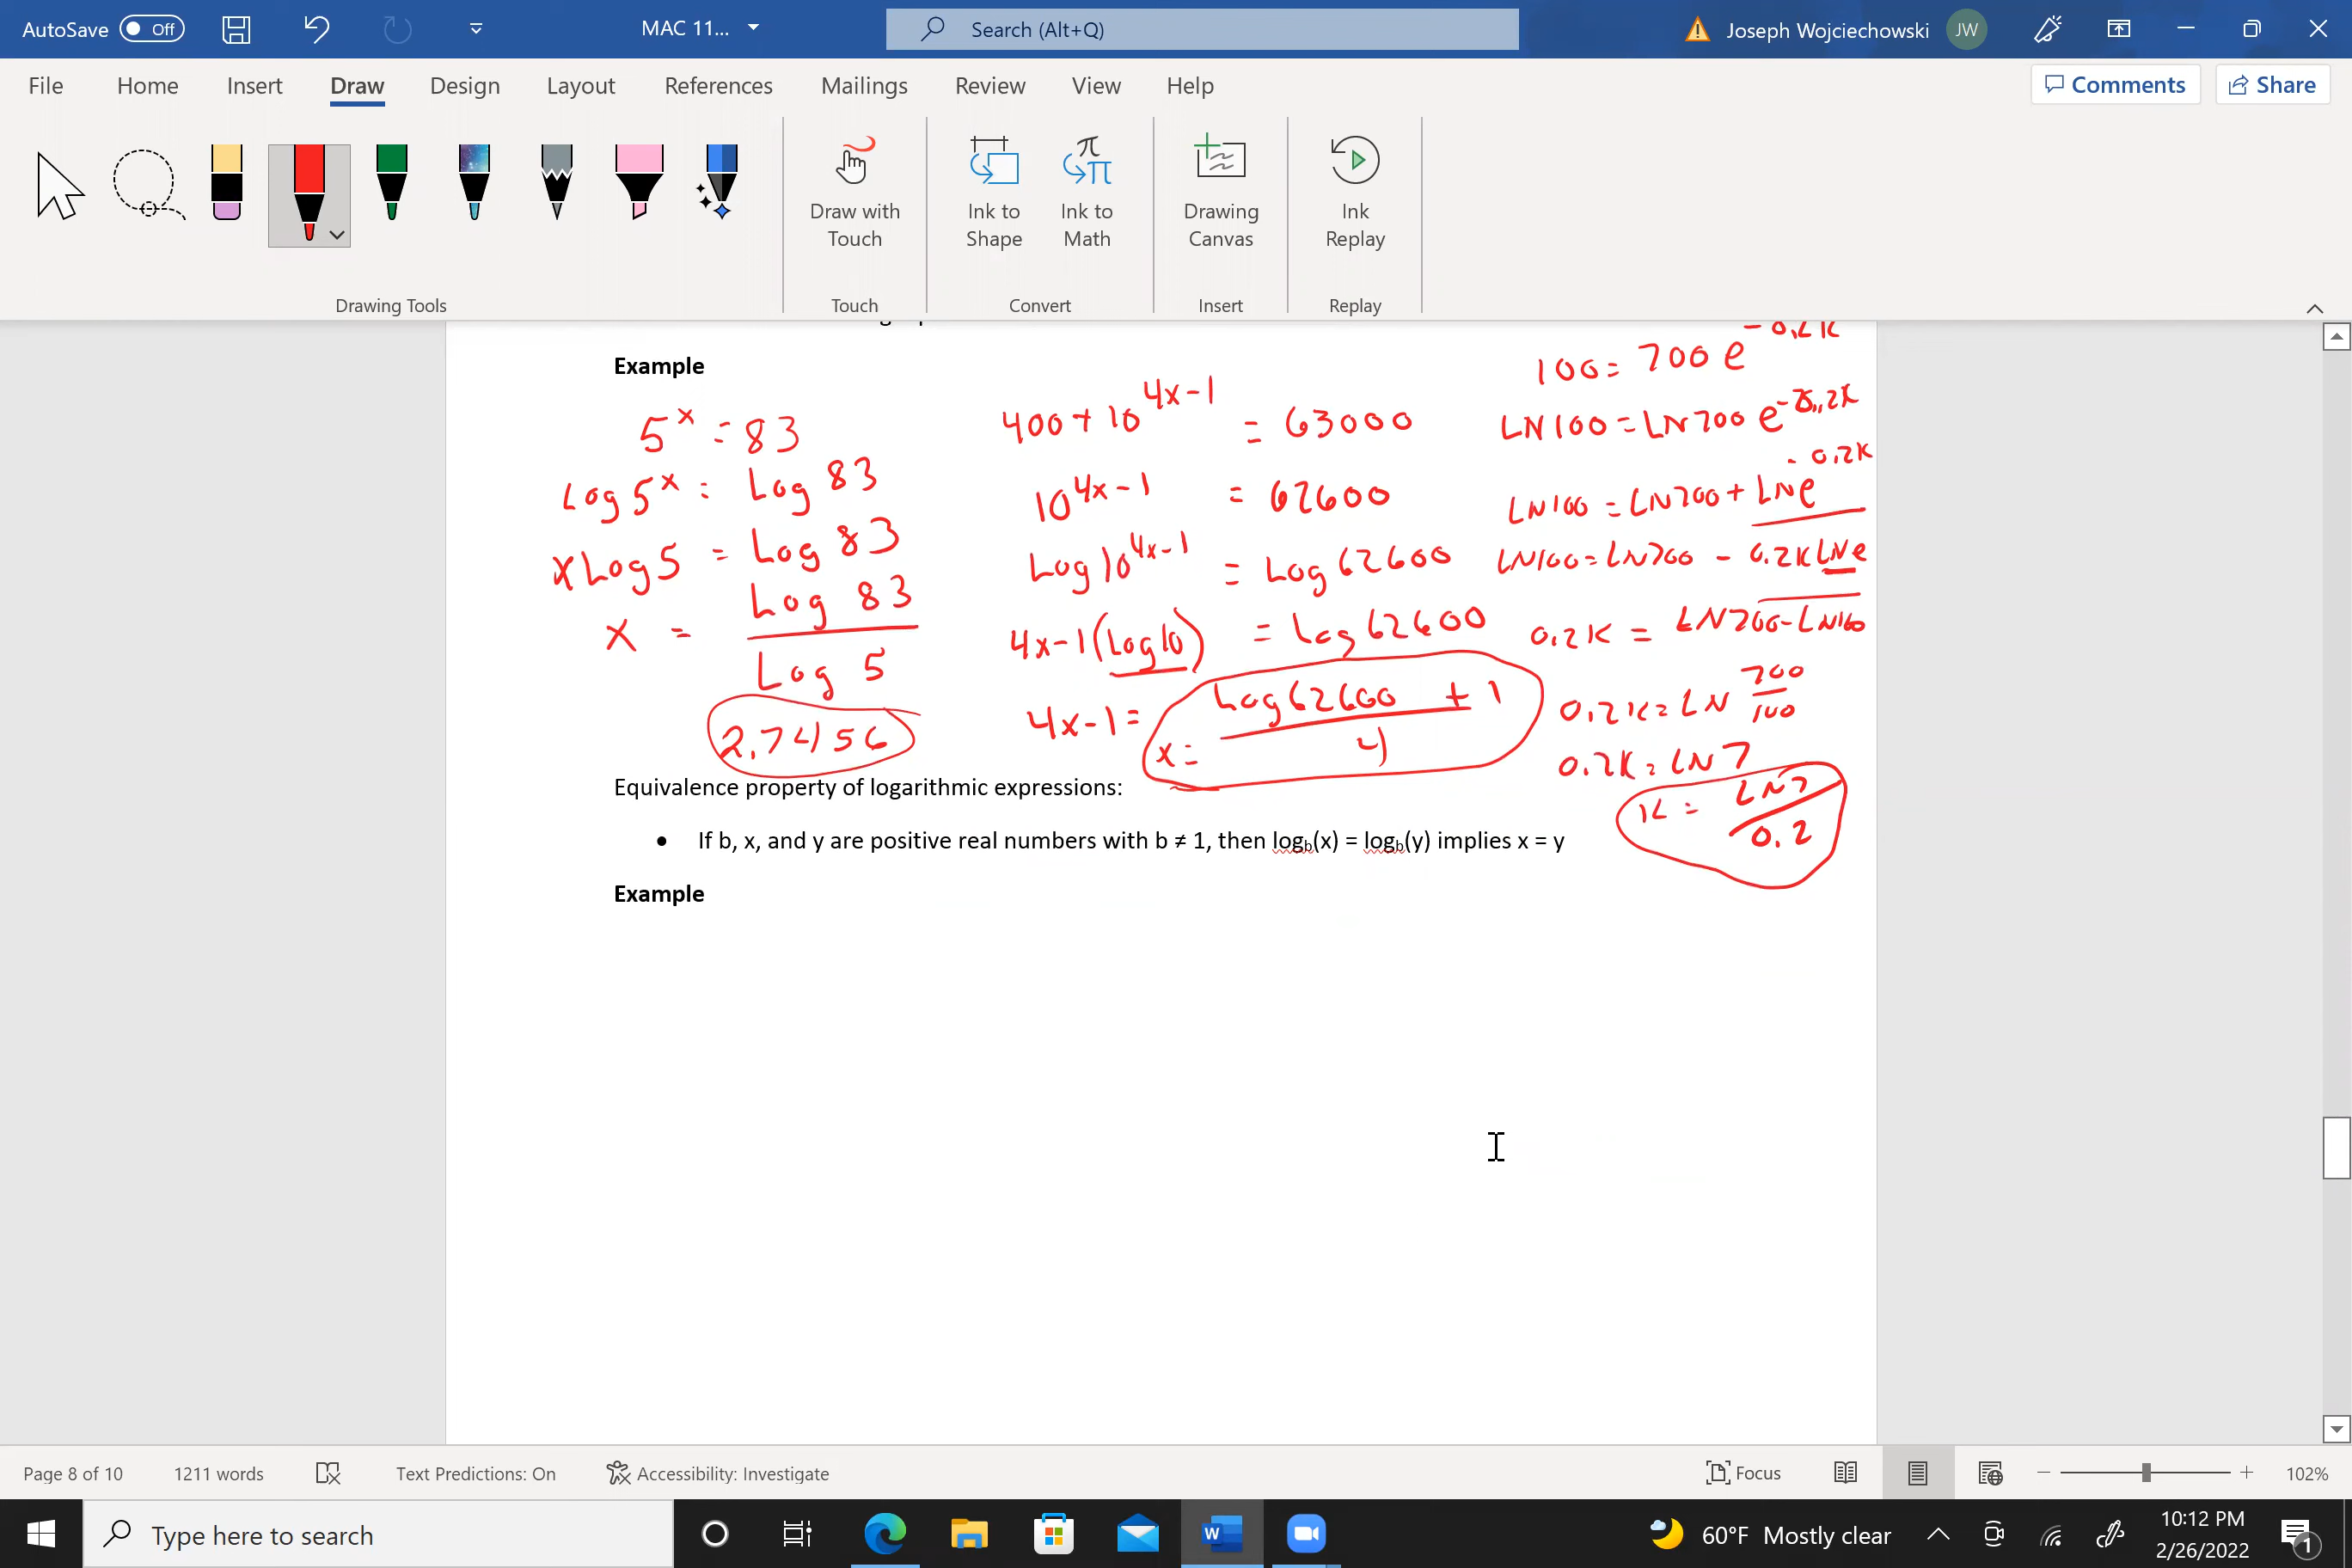 AutoSave Off MAC 11... Search (Alt+Q) Joseph Wojciechowski JW
File Home Insert Draw Design Layout References Mailings Review View Help Comments Share
Draw with Touch
Ink to Shape
Ink to Math
Drawing Canvas
Ink Replay
Drawing Tools Touch Convert Insert Replay
Example
5^x = 83
Log 5^x = Log 83
x Log 5 = Log 83
x = Log 83 / Log 5
2.7456
400 + 10^(4x-1) = 63000
10^(4x-1) = 62600
Log 10^(4x-1) = Log 62600
4x-1 (Log 10) = Log 62600
4x-1 =
x = Log 62600 + 1 / 4
100 = 700 e^(-0.2K)
LN 100 = LN 700 e^(-0.2K)
LN 100 = LN 700 + LN e^(-0.2K)
LN 100 = LN 700 - 0.2K LN e
0.2K = LN 700 - LN 100
0.2K = LN 700/100
0.2K = LN 7
K = LN 7 / 0.2
Equivalence property of logarithmic expressions:
• If b, x, and y are positive real numbers with b ≠ 1, then log_b(x) = log_b(y) implies x = y
Example
Page 8 of 10 1211 words Text Predictions: On Accessibility: Investigate Focus 102%
Type here to search 60°F Mostly clear 10:12 PM
2/26/2022 1